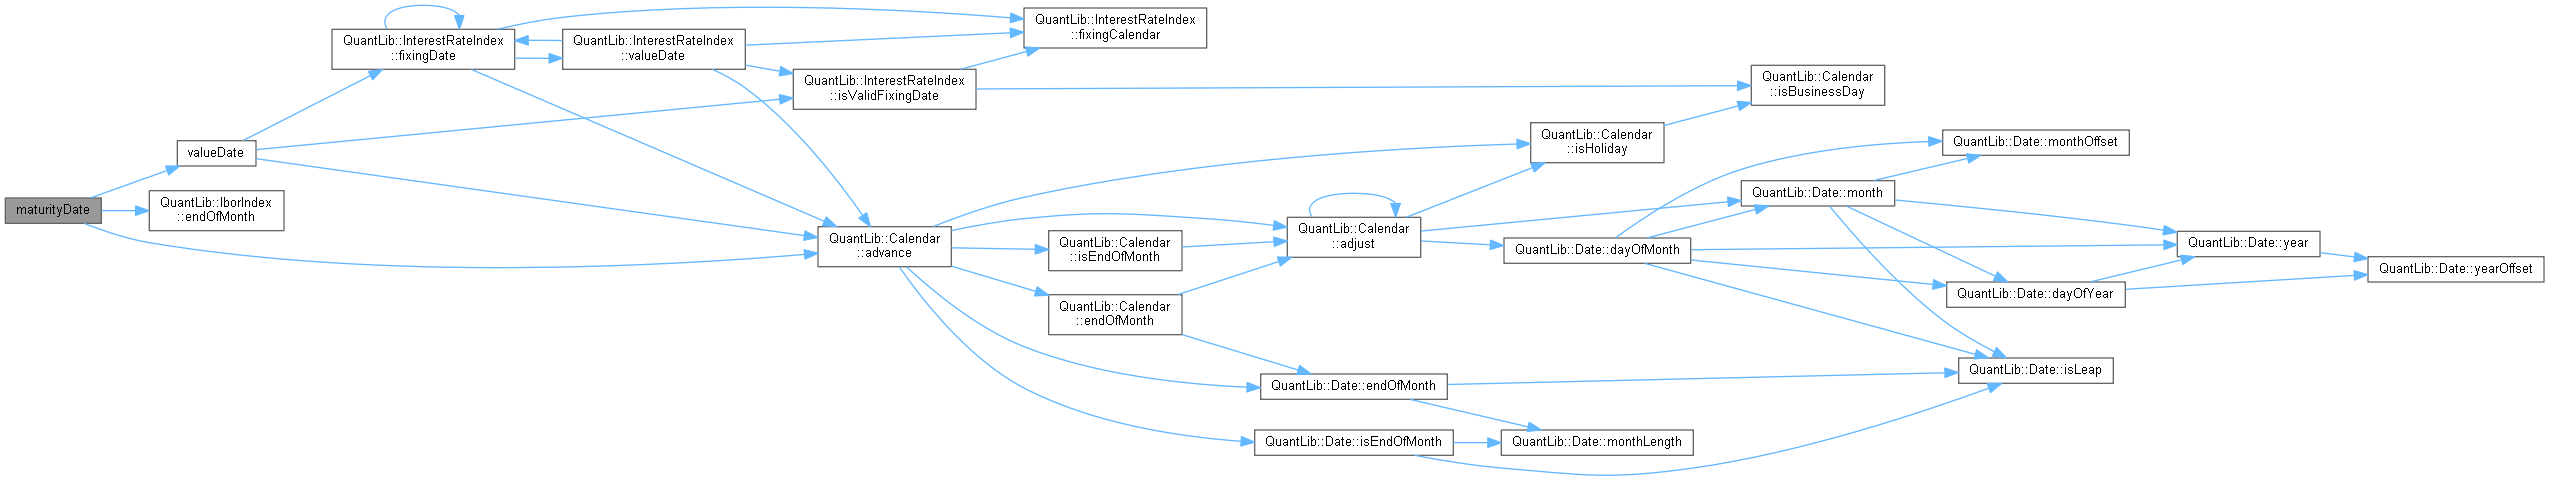 QuantLib::InterestRateIndex
::fixingDate
QuantLib::InterestRateIndex
::valueDate
QuantLib::InterestRateIndex
::fixingCalendar
QuantLib::InterestRateIndex
::isValidFixingDate
QuantLib::Calendar
::isBusinessDay
valueDate
QuantLib::Calendar
::isHoliday
QuantLib::Date::monthOffset
maturityDate
QuantLib::IborIndex
::endOfMonth
QuantLib::Date::month
QuantLib::Calendar
::advance
QuantLib::Calendar
::isEndOfMonth
QuantLib::Calendar
::adjust
QuantLib::Date::dayOfMonth
QuantLib::Date::year
QuantLib::Date::yearOffset
QuantLib::Calendar
::endOfMonth
QuantLib::Date::dayOfYear
QuantLib::Date::endOfMonth
QuantLib::Date::isLeap
QuantLib::Date::isEndOfMonth
QuantLib::Date::monthLength